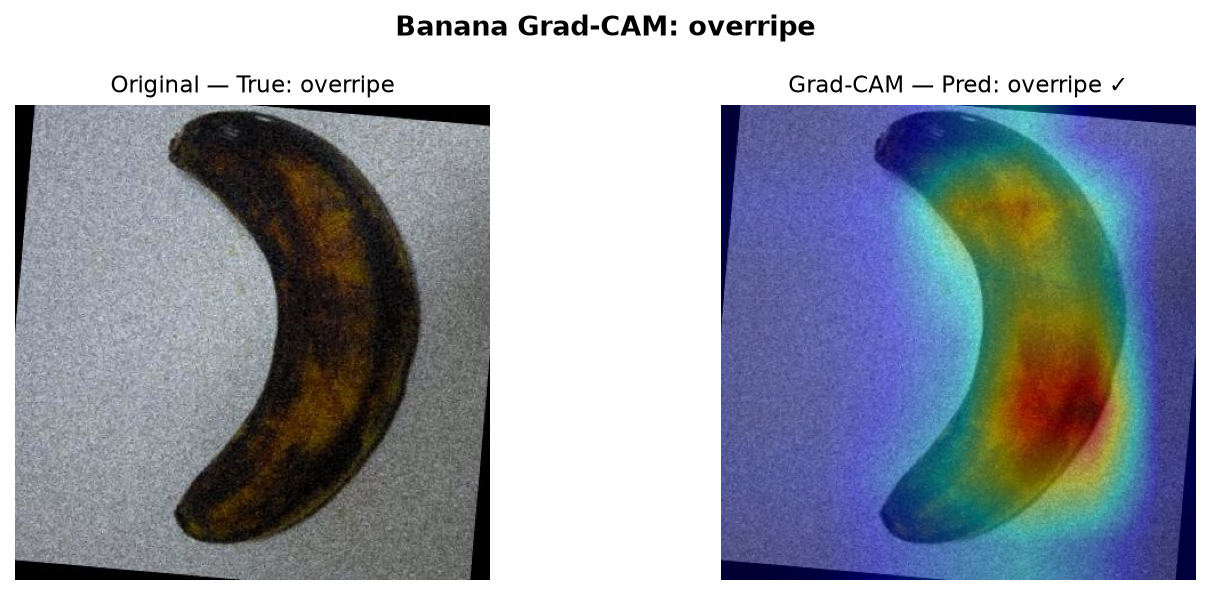 Banana Grad-CAM: overripe
Original — True: overripe
Grad-CAM — Pred: overripe ✓